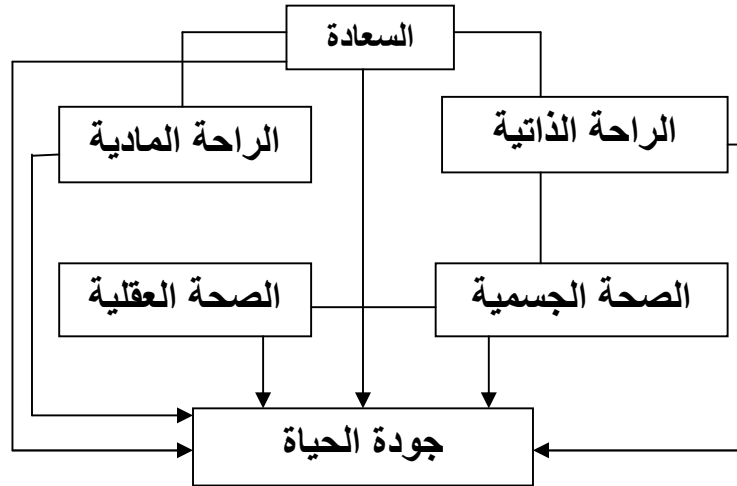 السعادة
الراحة الذاتية
الراحة المادية
الصحة الجسمية
الصحة العقلية
جودة الحياة